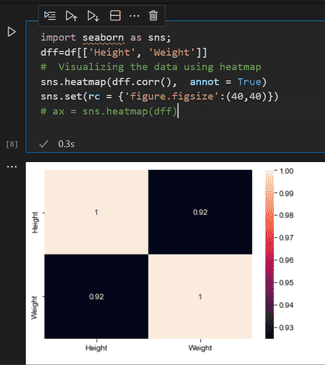 import seaborn as sns;
dff=df[['Height', 'Weight']]
#  Visualizing the data using heatmap
sns.heatmap(dff.corr(),  annot = True)
sns.set(rc = {'figure.figsize':(40,40)})
# ax = sns.heatmap(dff)
[8]
0.3s
1.00
0.99
0.98
0.97
0.96
0.95
0.94
0.93
Height
1
0.92
Weight
0.92
1
Height
Weight